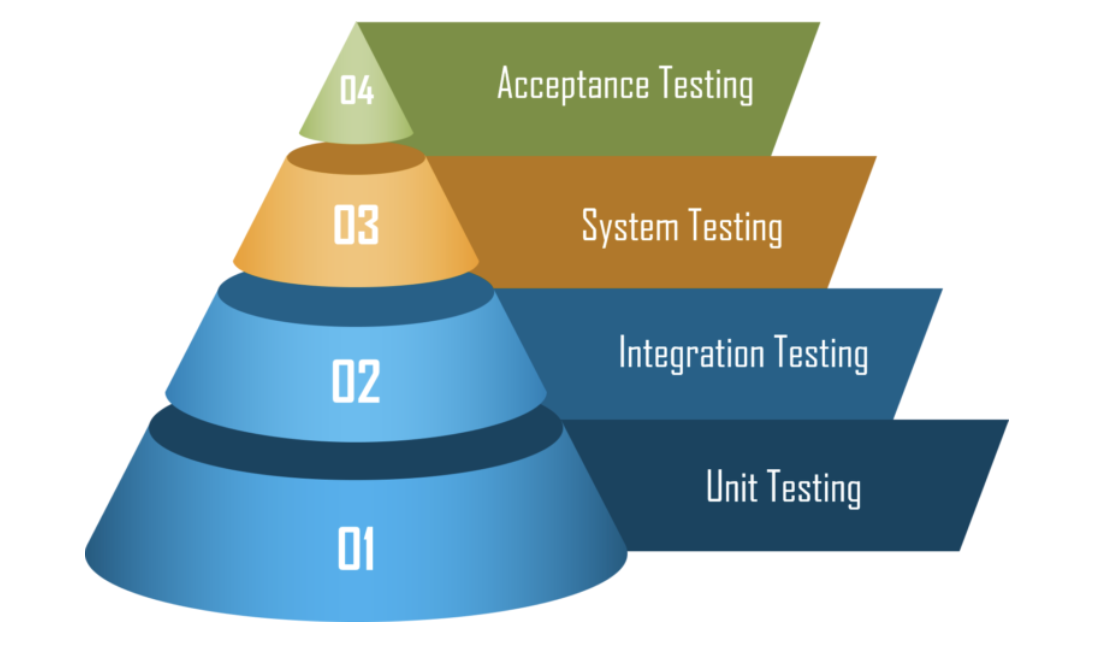 04
Acceptance Testing
03
System Testing
02
Integration Testing
01
Unit Testing